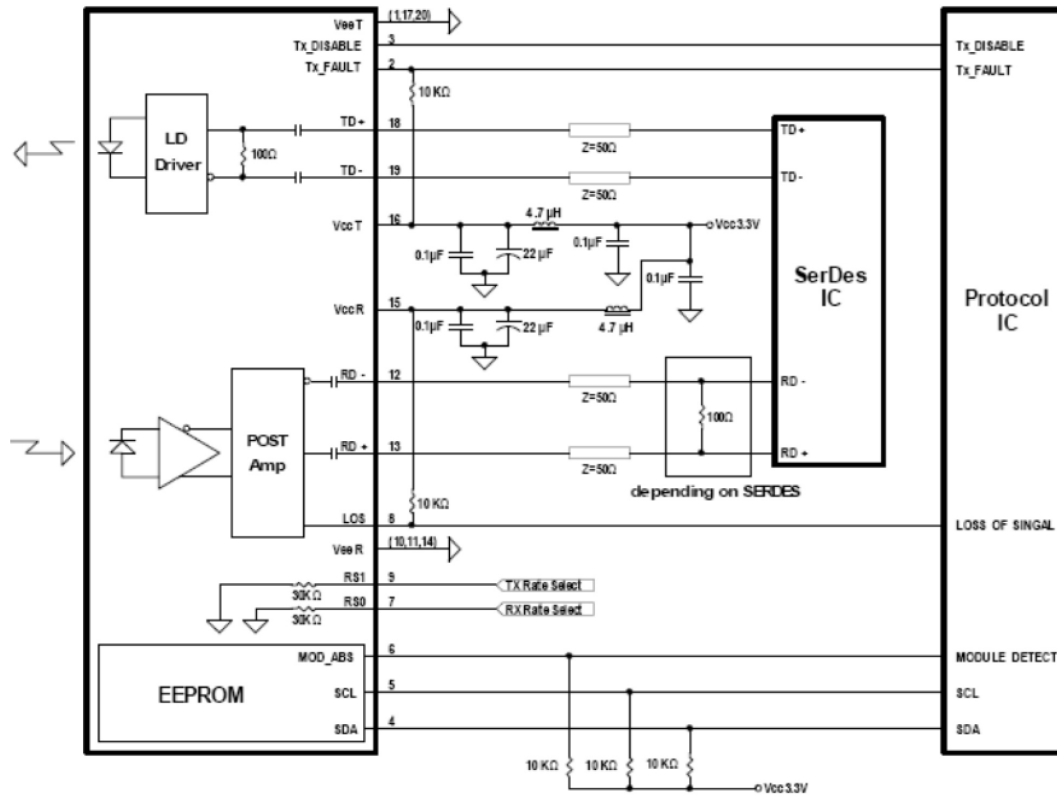 VeeT
(1,17,20)
Tx_DISABLE
3
Tx_DISABLE
Tx_FAULT
2
Tx_FAULT
10 KΩ
LD
Driver
100Ω
TD+
18
Z=50Ω
TD+
TD-
19
Z=50Ω
TD-
VccT
16
4.7 µH
Vcc3.3V
0.1µF
22 µF
0.1µF
0.1µF
SerDes
IC
Protocol
IC
VccR
15
0.1µF
22 µF
4.7 µH
RD -
12
Z=50Ω
RD -
100Ω
POST
Amp
RD +
13
Z=50Ω
RD +
depending on SERDES
10 KΩ
LOS
8
LOSS OF SINGAL
VeeR
(10,11,14)
RS1
9
TX Rate Select
30KΩ
RS0
7
RX Rate Select
30KΩ
MOD_ABS
6
MODULE DETECT
EEPROM
SCL
5
SCL
SDA
4
SDA
10 KΩ
10 KΩ
10 KΩ
Vcc3.3V